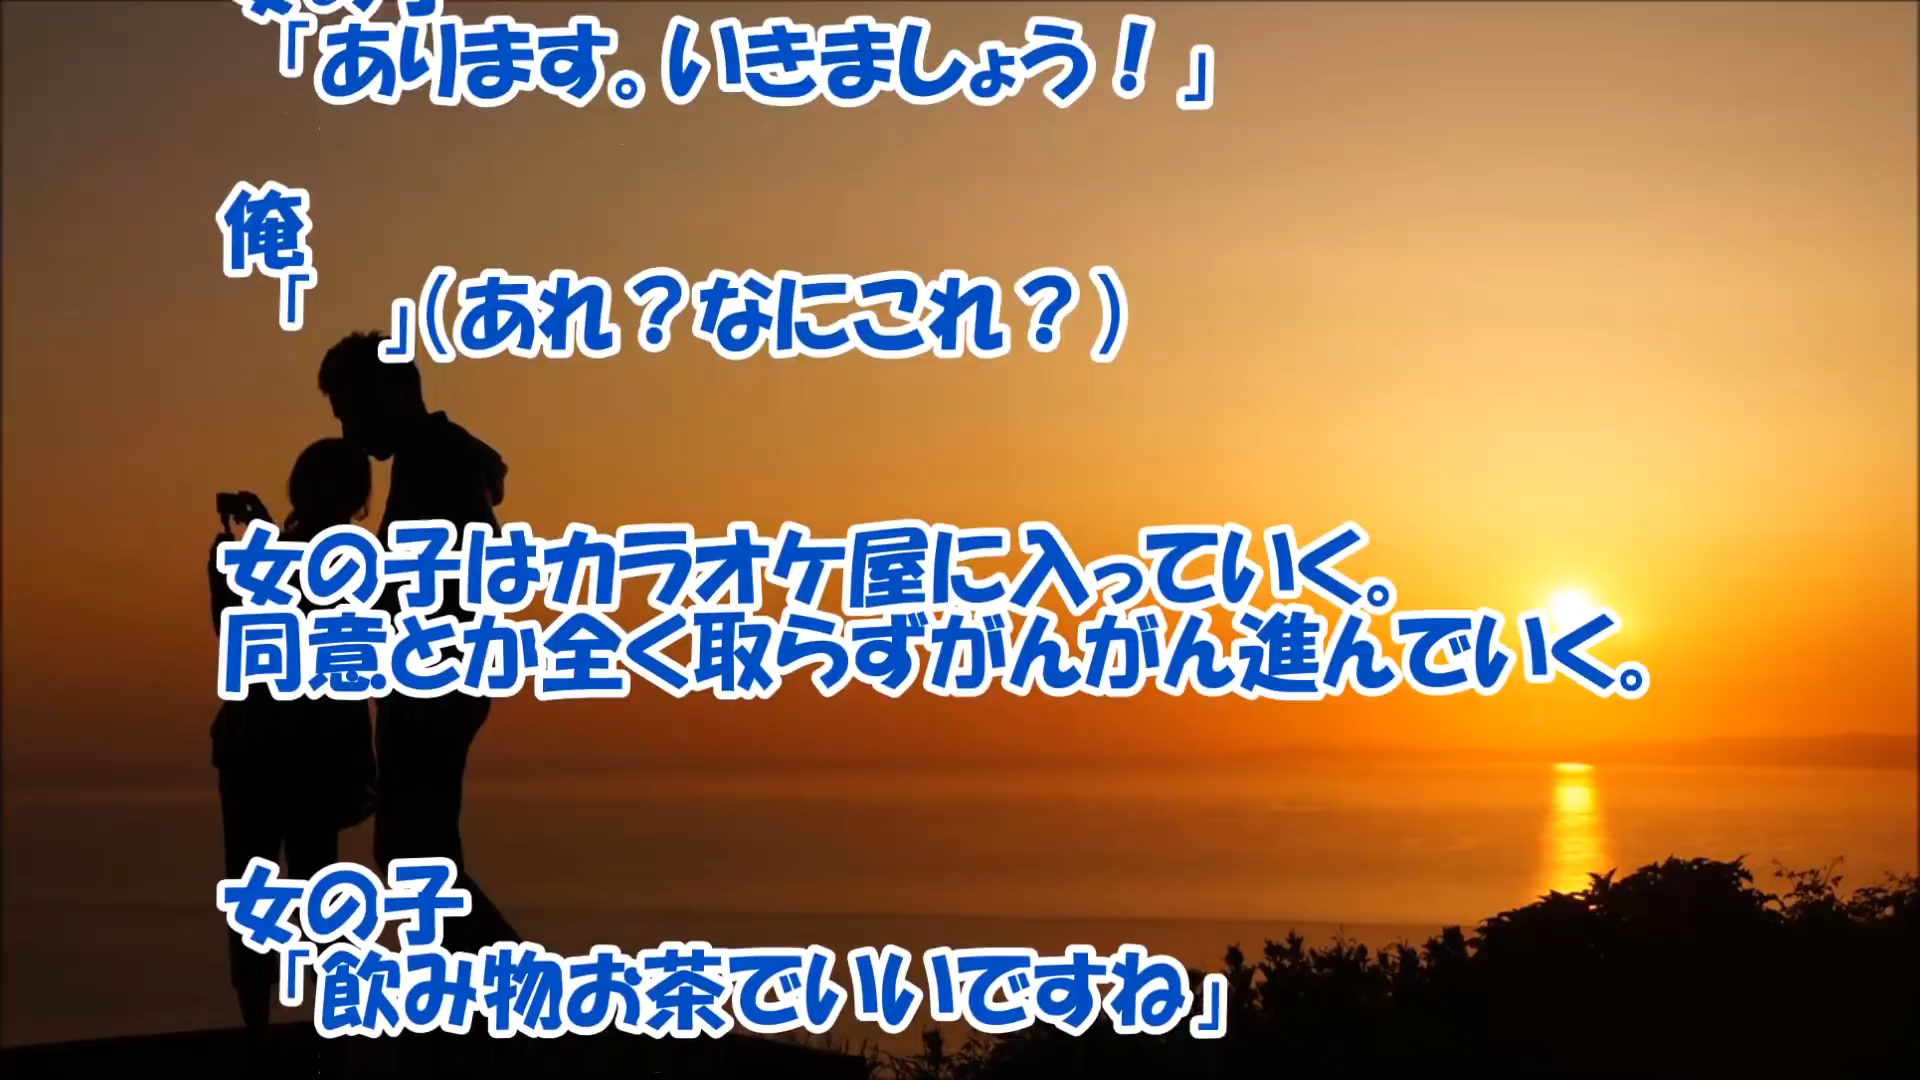 女の子
「あります。いきましょう！」
俺
「　」（あれ？なにこれ？）
女の子はカラオケ屋に入っていく。
同意とか全く取らずがんがん進んでいく。
女の子
「飲み物お茶でいいですね」